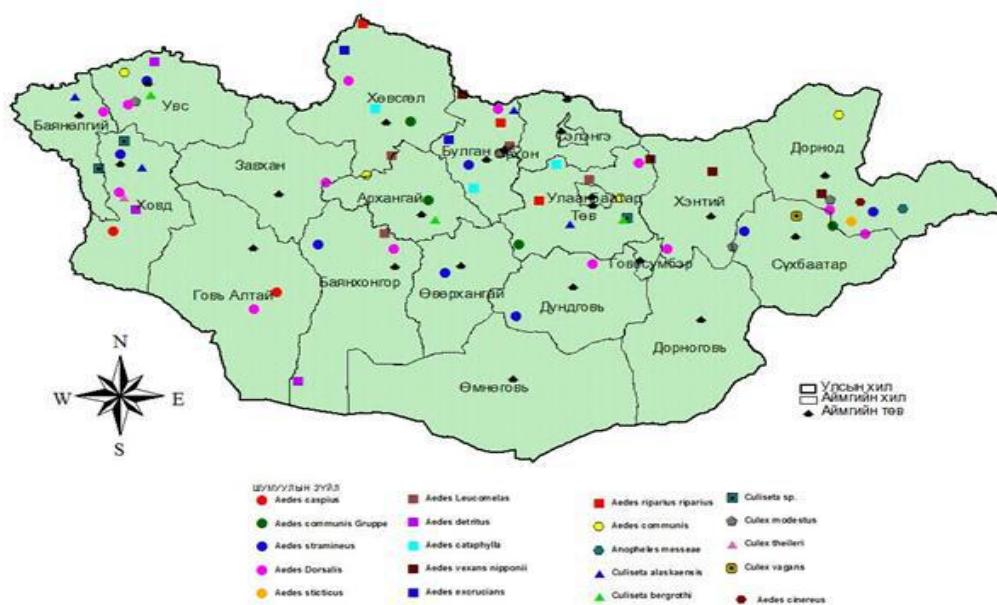 Хөвсгөл
Увс
Баянөлгий
Сэлэнгэ
Булган
Орхон
Дорнод
Завхан
Архангай
Улаанбаатар
Хэнтий
Ховд
Төв
Говь Алтай
Баянхонгор
Өвөрхангай
Говьсүмбэр
Сүхбаатар
Дундговь
Дорноговь
Өмнөговь
N
W E
S
Улсын хил
Аймгийн хил
Аймгийн төв
ШУМУУЛЫН ЗҮЙЛ
Aedes caspius
Aedes communis Gruppe
Aedes stramineus
Aedes Dorsalis
Aedes sticticus
Aedes Leucomelas
Aedes detritus
Aedes cataphylla
Aedes vexans nipponii
Aedes exorucians
Aedes riparius riparius
Aedes communis
Anopheles messeae
Culiseta alaskaensis
Culiseta bergrothi
Culiseta sp.
Culex modestus
Culex theileri
Culex vagans
Aedes cinereus